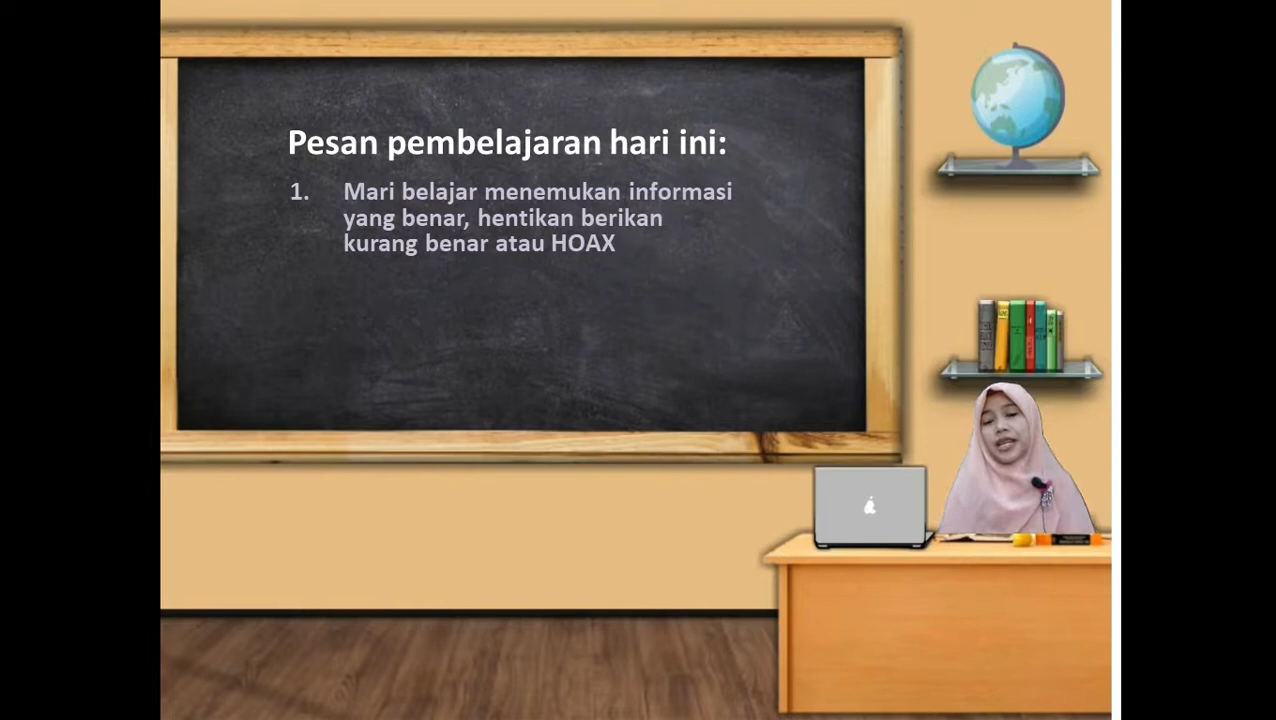 Pesan pembelajaran hari ini:
1. Mari belajar menemukan informasi
yang benar, hentikan berikan
kurang benar atau HOAX